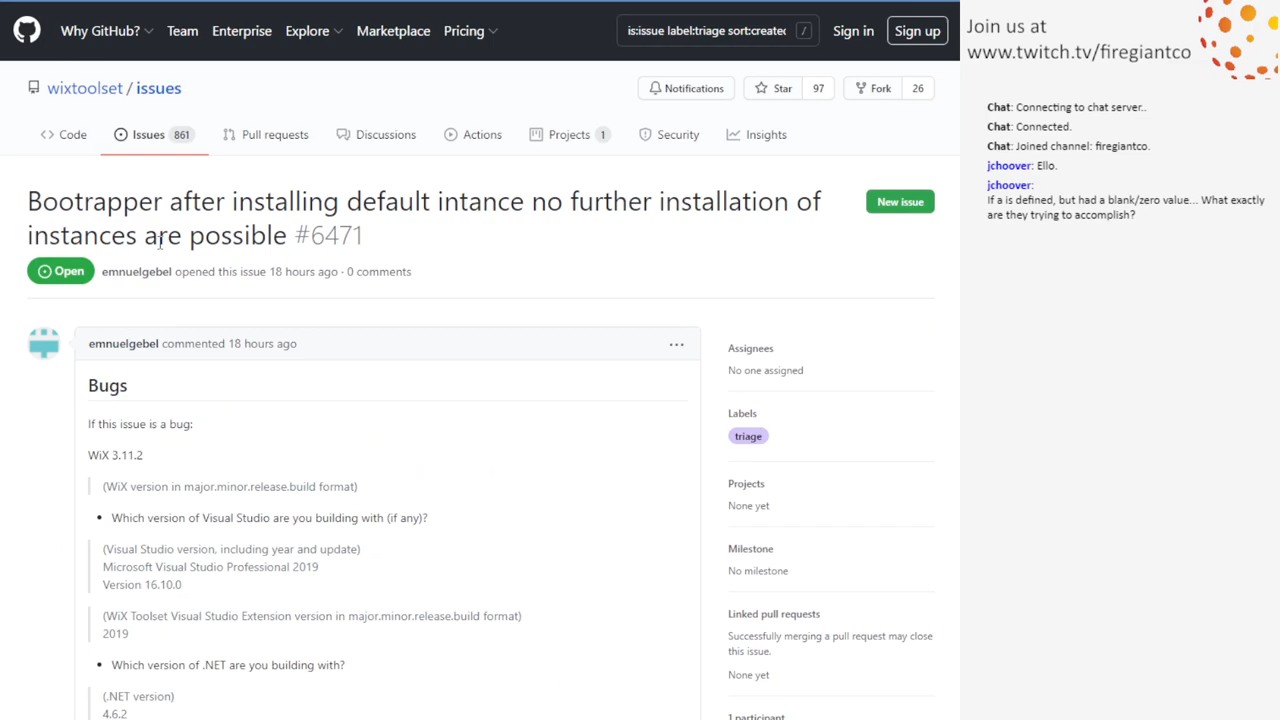 Why GitHub? Team Enterprise Explore Marketplace Pricing is:issue label:triage sort:created / Sign in Sign up
wixtoolset / issues Notifications Star 97 Fork 26
Code Issues 861 Pull requests Discussions Actions Projects 1 Security Insights
Bootrapper after installing default intance no further installation of
instances are possible #6471
New issue
Open emnuelgebel opened this issue 18 hours ago · 0 comments
emnuelgebel commented 18 hours ago ...
Bugs
If this issue is a bug:
WiX 3.11.2
(WiX version in major.minor.release.build format)
• Which version of Visual Studio are you building with (if any)?
(Visual Studio version, including year and update)
Microsoft Visual Studio Professional 2019
Version 16.10.0
(WiX Toolset Visual Studio Extension version in major.minor.release.build format)
2019
• Which version of .NET are you building with?
(.NET version)
4.6.2
Assignees
No one assigned
Labels
triage
Projects
None yet
Milestone
No milestone
Linked pull requests
Successfully merging a pull request may close
this issue.
None yet
1 participant
Join us at
www.twitch.tv/firegiantco
Chat: Connecting to chat server..
Chat: Connected.
Chat: Joined channel: firegiantco.
jchoover: Ello.
jchoover:
If a is defined, but had a blank/zero value... What exactly
are they trying to accomplish?